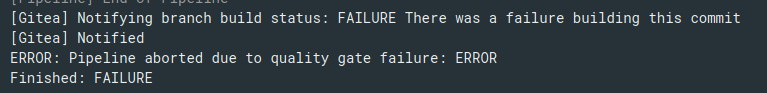 [Pipeline] End of Pipeline
[Gitea] Notifying branch build status: FAILURE There was a failure building this commit
[Gitea] Notified
ERROR: Pipeline aborted due to quality gate failure: ERROR
Finished: FAILURE